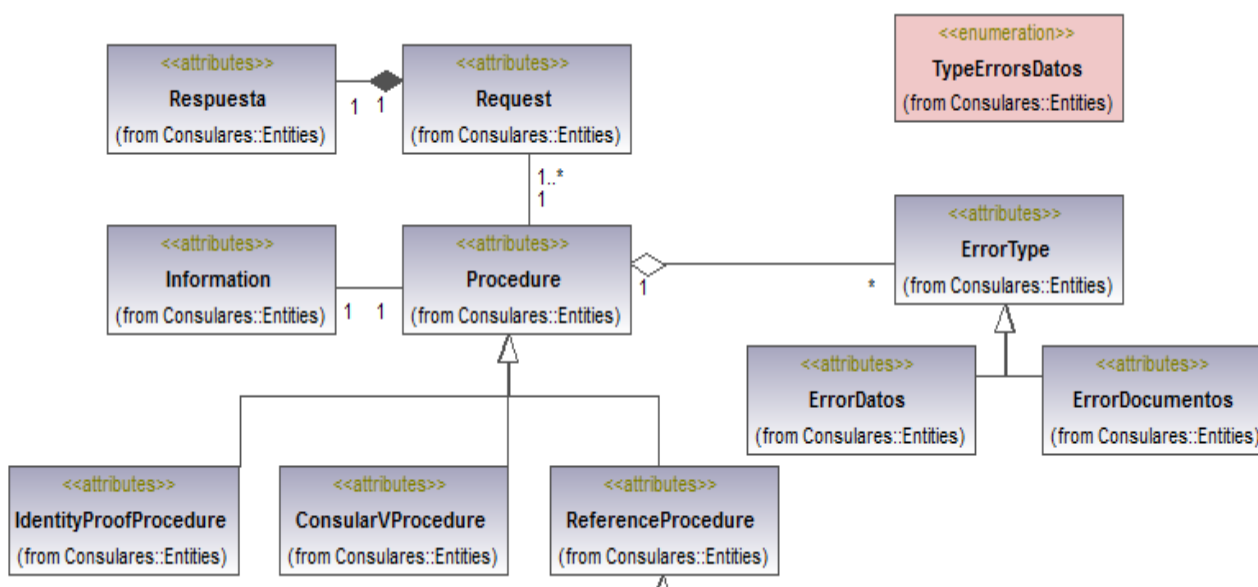 <<attributes>>
Respuesta
(from Consulares::Entities)
1
1
<<attributes>>
Request
(from Consulares::Entities)
<<enumeration>>
TypeErrorsDatos
(from Consulares::Entities)
1..*
1
<<attributes>>
Information
(from Consulares::Entities)
1
1
<<attributes>>
Procedure
(from Consulares::Entities)
1
*
<<attributes>>
ErrorType
(from Consulares::Entities)
<<attributes>>
ErrorDatos
(from Consulares::Entities)
<<attributes>>
ErrorDocumentos
(from Consulares::Entities)
<<attributes>>
IdentityProofProcedure
(from Consulares::Entities)
<<attributes>>
ConsularVProcedure
(from Consulares::Entities)
<<attributes>>
ReferenceProcedure
(from Consulares::Entities)